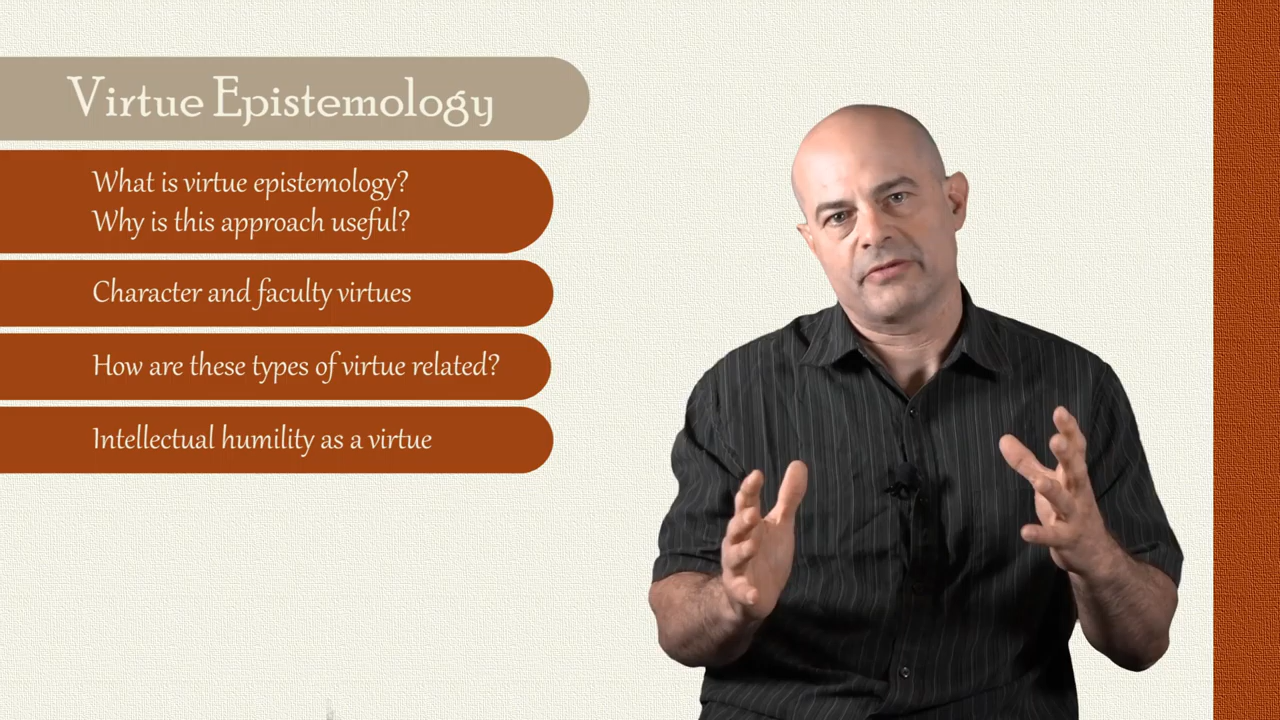 Virtue Epistemology
What is virtue epistemology?
Why is this approach useful?
Character and faculty virtues
How are these types of virtue related?
Intellectual humility as a virtue